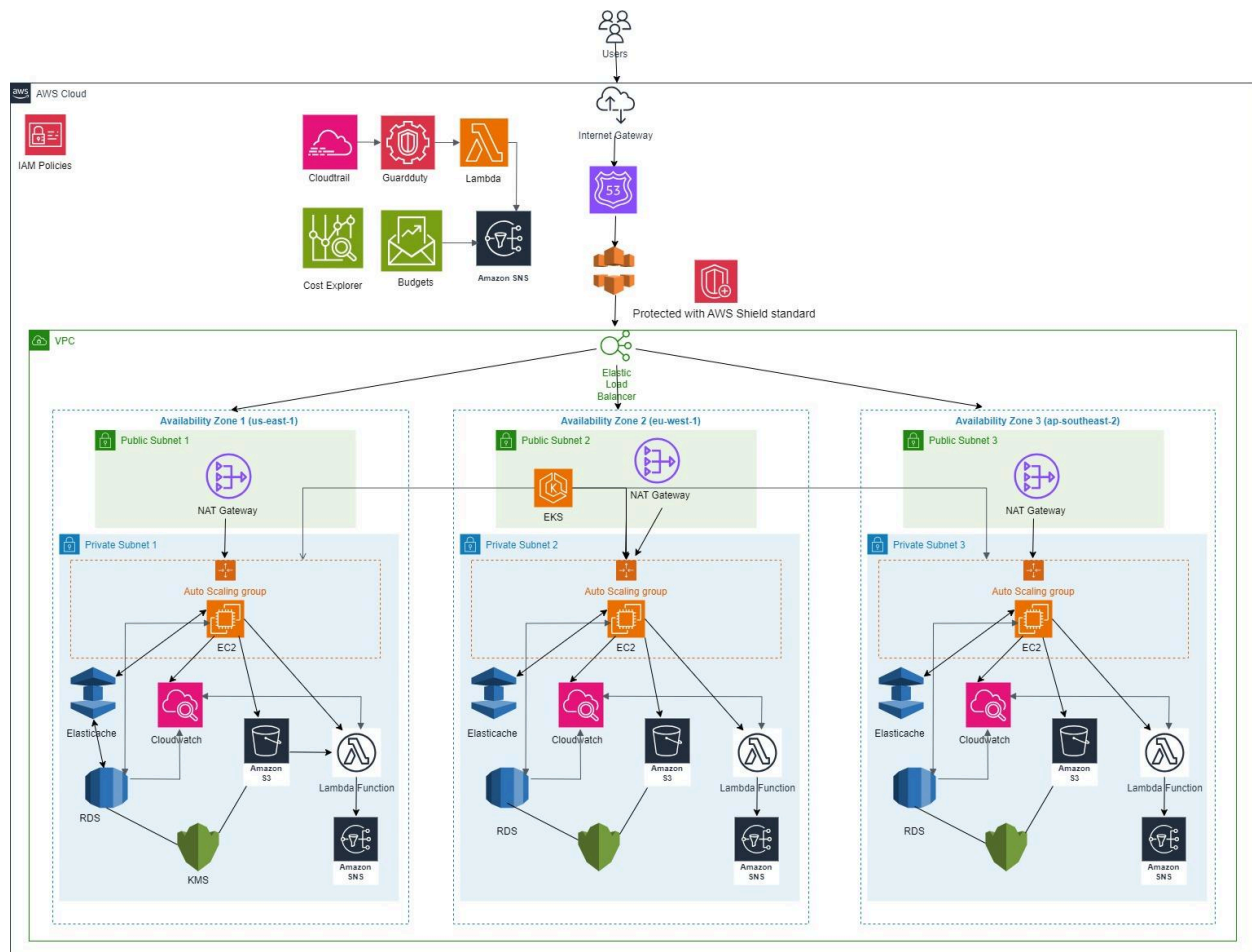 Users
aws
AWS Cloud
IAM Policies
Internet Gateway
Cloudtrail
Guardduty
Lambda
53
Cost Explorer
Budgets
Amazon SNS
Protected with AWS Shield standard
VPC
Elastic
Load
Balancer
Availability Zone 1 (us-east-1)
Public Subnet 1
NAT Gateway
Availability Zone 2 (eu-west-1)
Public Subnet 2
NAT Gateway
K
EKS
Availability Zone 3 (ap-southeast-2)
Public Subnet 3
NAT Gateway
Private Subnet 1
Auto Scaling group
EC2
Elasticache
Cloudwatch
Amazon
S3
Lambda Function
RDS
KMS
Amazon
SNS
Private Subnet 2
Auto Scaling group
EC2
Elasticache
Cloudwatch
Amazon
S3
Lambda Function
RDS
Amazon
SNS
Private Subnet 3
Auto Scaling group
EC2
Elasticache
Cloudwatch
Amazon
S3
Lambda Function
RDS
Amazon
SNS